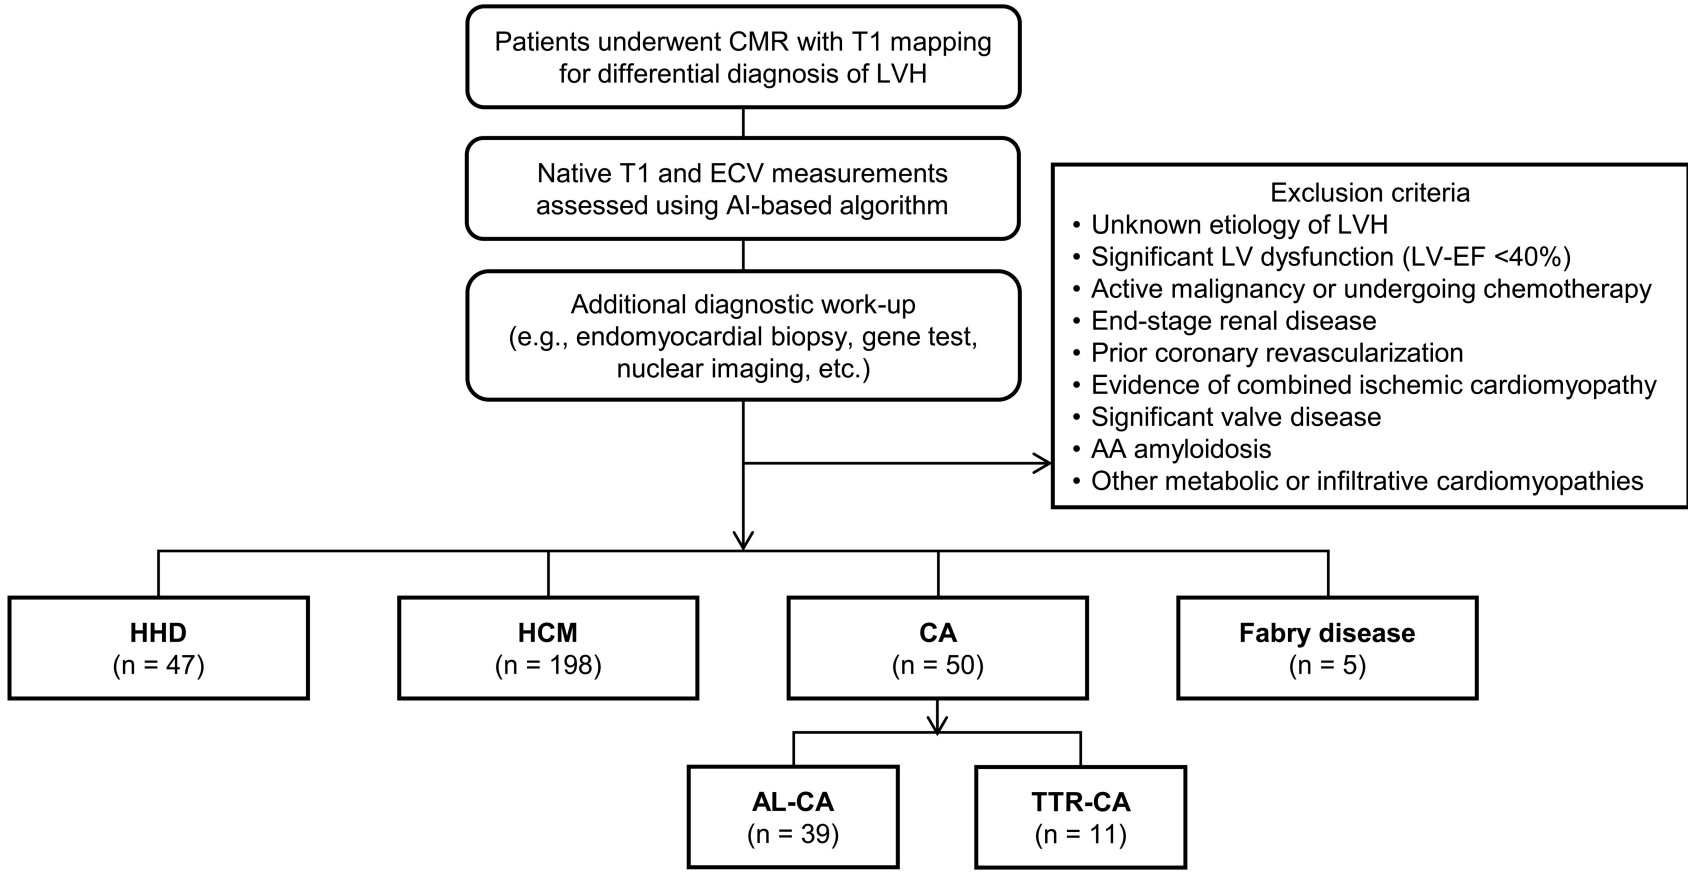 Patients underwent CMR with T1 mapping
for differential diagnosis of LVH
Native T1 and ECV measurements
assessed using AI-based algorithm
Additional diagnostic work-up
(e.g., endomyocardial biopsy, gene test,
nuclear imaging, etc.)
Exclusion criteria
• Unknown etiology of LVH
• Significant LV dysfunction (LV-EF <40%)
• Active malignancy or undergoing chemotherapy
• End-stage renal disease
• Prior coronary revascularization
• Evidence of combined ischemic cardiomyopathy
• Significant valve disease
• AA amyloidosis
• Other metabolic or infiltrative cardiomyopathies
HHD
(n = 47)
HCM
(n = 198)
CA
(n = 50)
Fabry disease
(n = 5)
AL-CA
(n = 39)
TTR-CA
(n = 11)